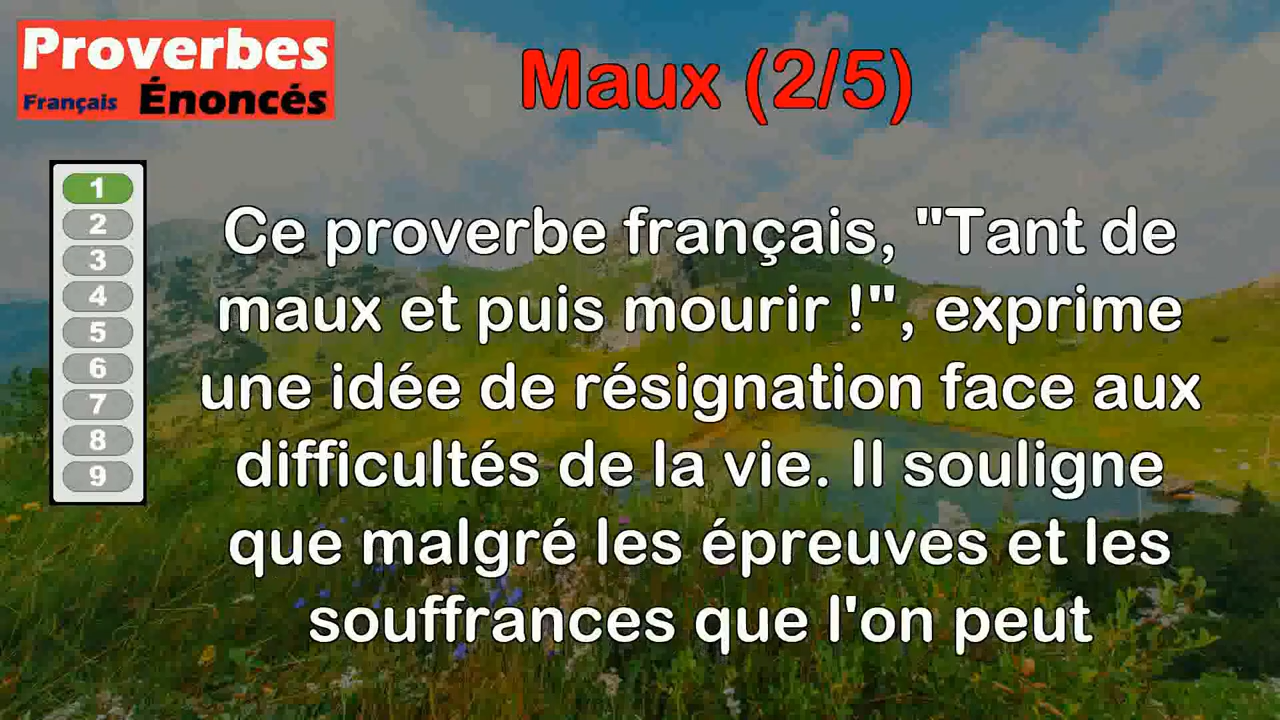 Proverbes
Français Énoncés
Maux (2/5)
1
2
3
4
5
6
7
8
9
Ce proverbe français, "Tant de
maux et puis mourir !", exprime
une idée de résignation face aux
difficultés de la vie. Il souligne
que malgré les épreuves et les
souffrances que l'on peut